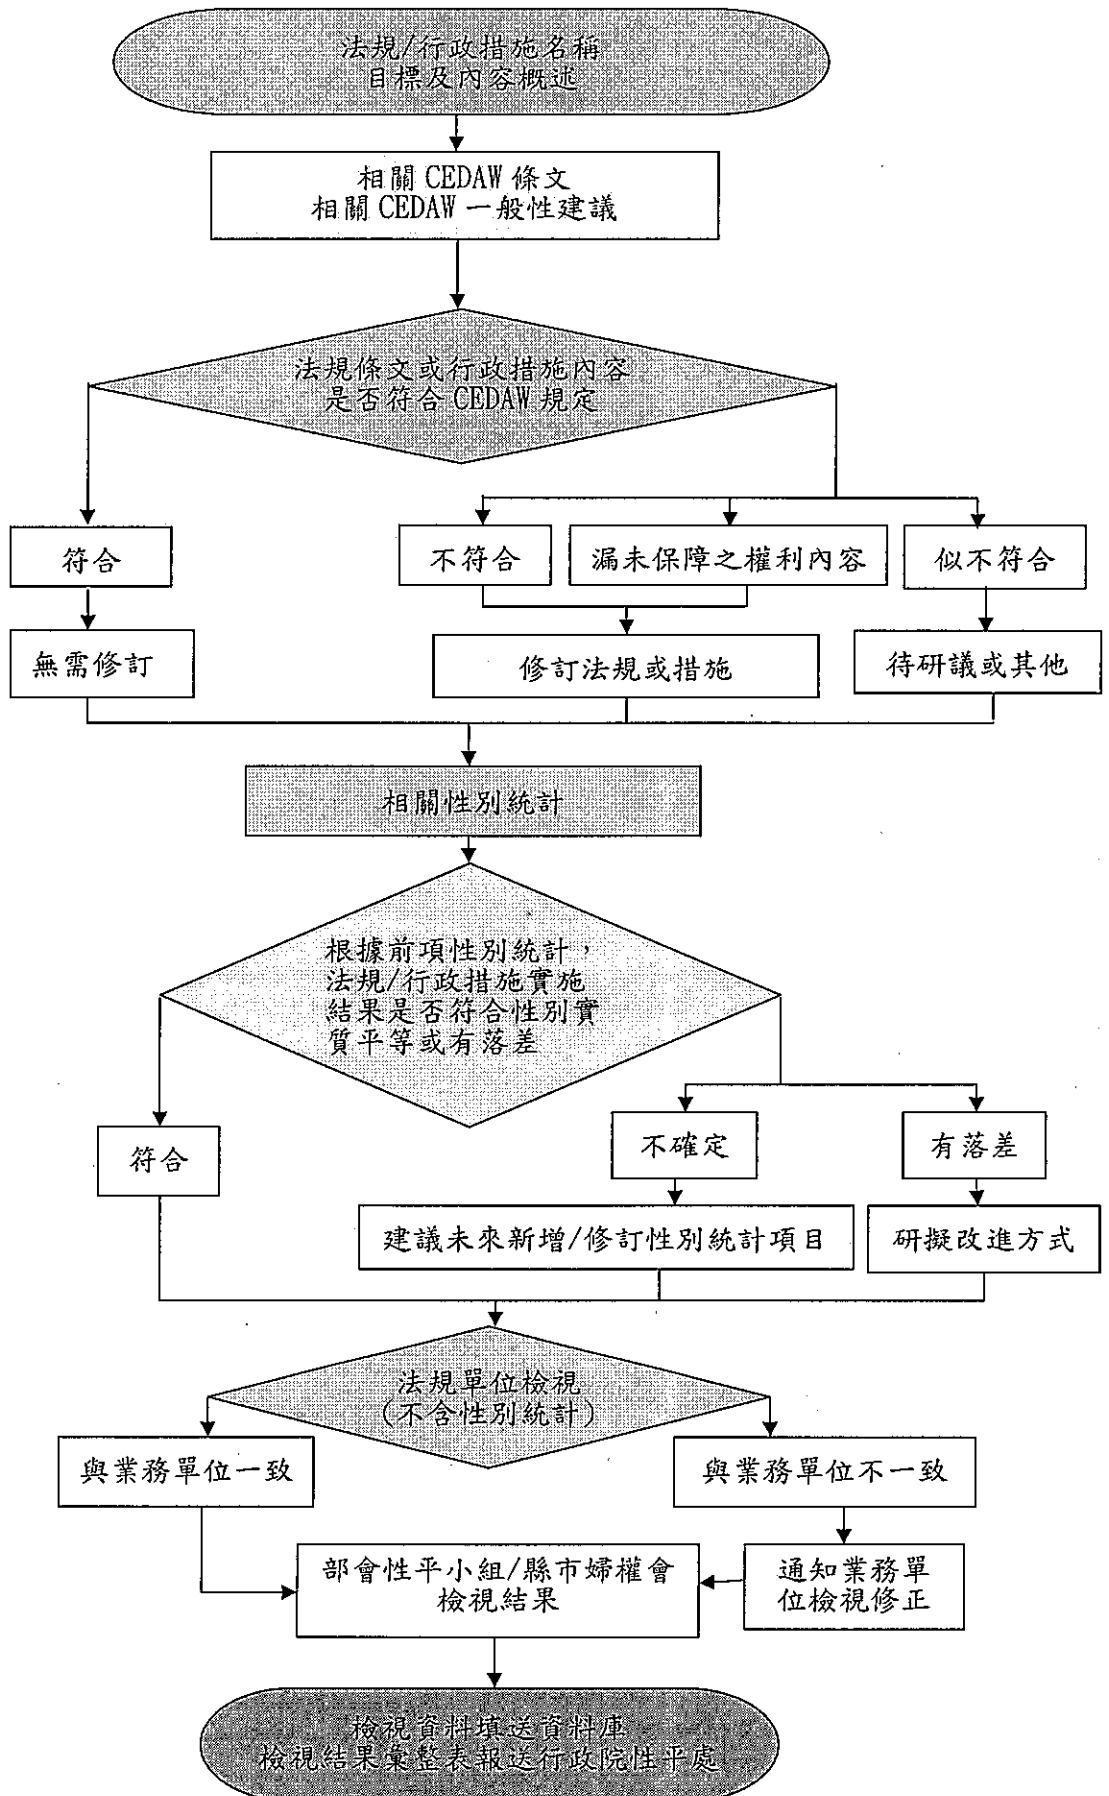 法規/行政措施名稱
目標及內容概述
相關 CEDAW 條文
相關 CEDAW 一般性建議
法規條文或行政措施內容
是否符合 CEDAW 規定
符合
不符合
漏未保障之權利內容
似不符合
無需修訂
修訂法規或措施
待研議或其他
相關性別統計
根據前項性別統計，
法規/行政措施實施
結果是否符合性別實
質平等或有落差
符合
不確定
有落差
建議未來新增/修訂性別統計項目
研擬改進方式
法規單位檢視
(不含性別統計)
與業務單位一致
與業務單位不一致
部會性平小組/縣市婦權會
檢視結果
通知業務單
位檢視修正
檢視資料填送資料庫
檢視結果彙整表報送行政院性平處